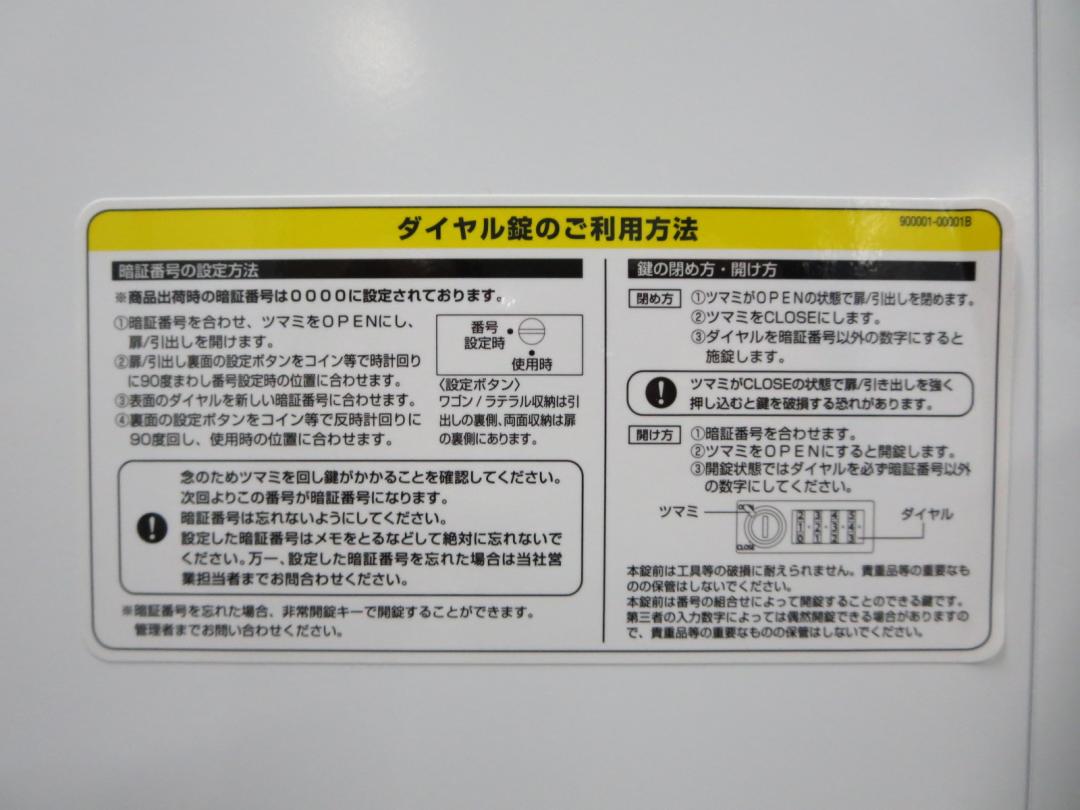 ダイヤル錠のご利用方法
900001-00001B
暗証番号の設定方法
※商品出荷時の暗証番号は0000に設定されております。
①暗証番号を合わせ、ツマミをOPENにし、
扉/引出しを開けます。
②扉/引出し裏面の設定ボタンをコイン等で時計回り
に90度まわし番号設定時の位置に合わせます。
③表面のダイヤルを新しい暗証番号に合わせます。
④裏面の設定ボタンをコイン等で反時計回りに
90度回し、使用時の位置に合わせます。
番号
設定時
使用時
〈設定ボタン〉
ワゴン/ラテラル収納は引
出しの裏側、両面収納は扉
の裏側にあります。
念のためツマミを回し鍵がかかることを確認してください。
次回よりこの番号が暗証番号になります。
暗証番号は忘れないようにしてください。
設定した暗証番号はメモをとるなどして絶対に忘れないで
ください。万一、設定した暗証番号を忘れた場合は当社営
業担当者までお問合わせください。
※暗証番号を忘れた場合、非常開錠キーで開錠することができます。
管理者までお問い合わせください。
鍵の閉め方・開け方
閉め方 ①ツマミがOPENの状態で扉/引出しを閉めます。
②ツマミをCLOSEにします。
③ダイヤルを暗証番号以外の数字にすると
施錠します。
ツマミがCLOSEの状態で扉/引き出しを強く
押し込むと鍵を破損する恐れがあります。
開け方 ①暗証番号を合わせます。
②ツマミをOPENにすると開錠します。
③開錠状態ではダイヤルを必ず暗証番号以外
の数字にしてください。
ツマミ
ダイヤル
2 3 4 5
1 2 3 4
0 1 2 3
CLOSE
本錠前は工具等の破損に耐えられません。貴重品等の重要なも
のの保管はしないでください。
本錠前は番号の組合せによって開錠することのできる鍵です。
第三者の入力数字によっては偶然開錠できる場合がありますの
で、貴重品等の重要なものの保管はしないでください。